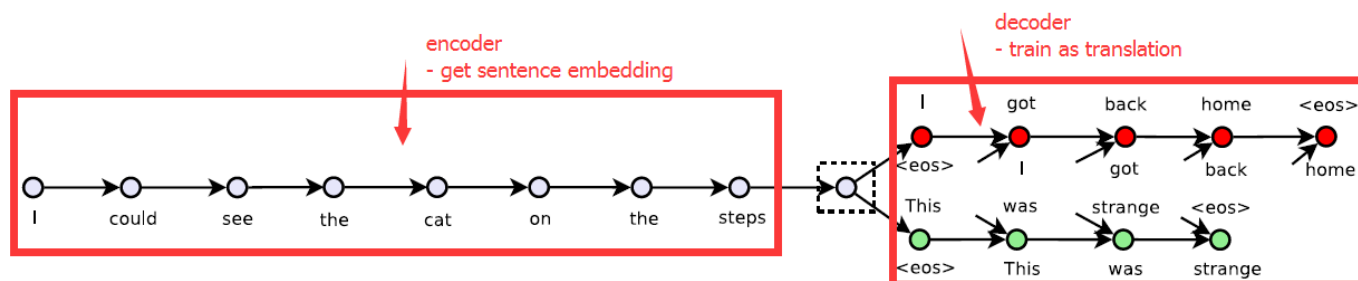 encoder
- get sentence embedding
decoder
- train as translation
I could see the cat on the steps
I got back home <eos>
<eos> I got back home
This was strange <eos>
<eos> This was strange